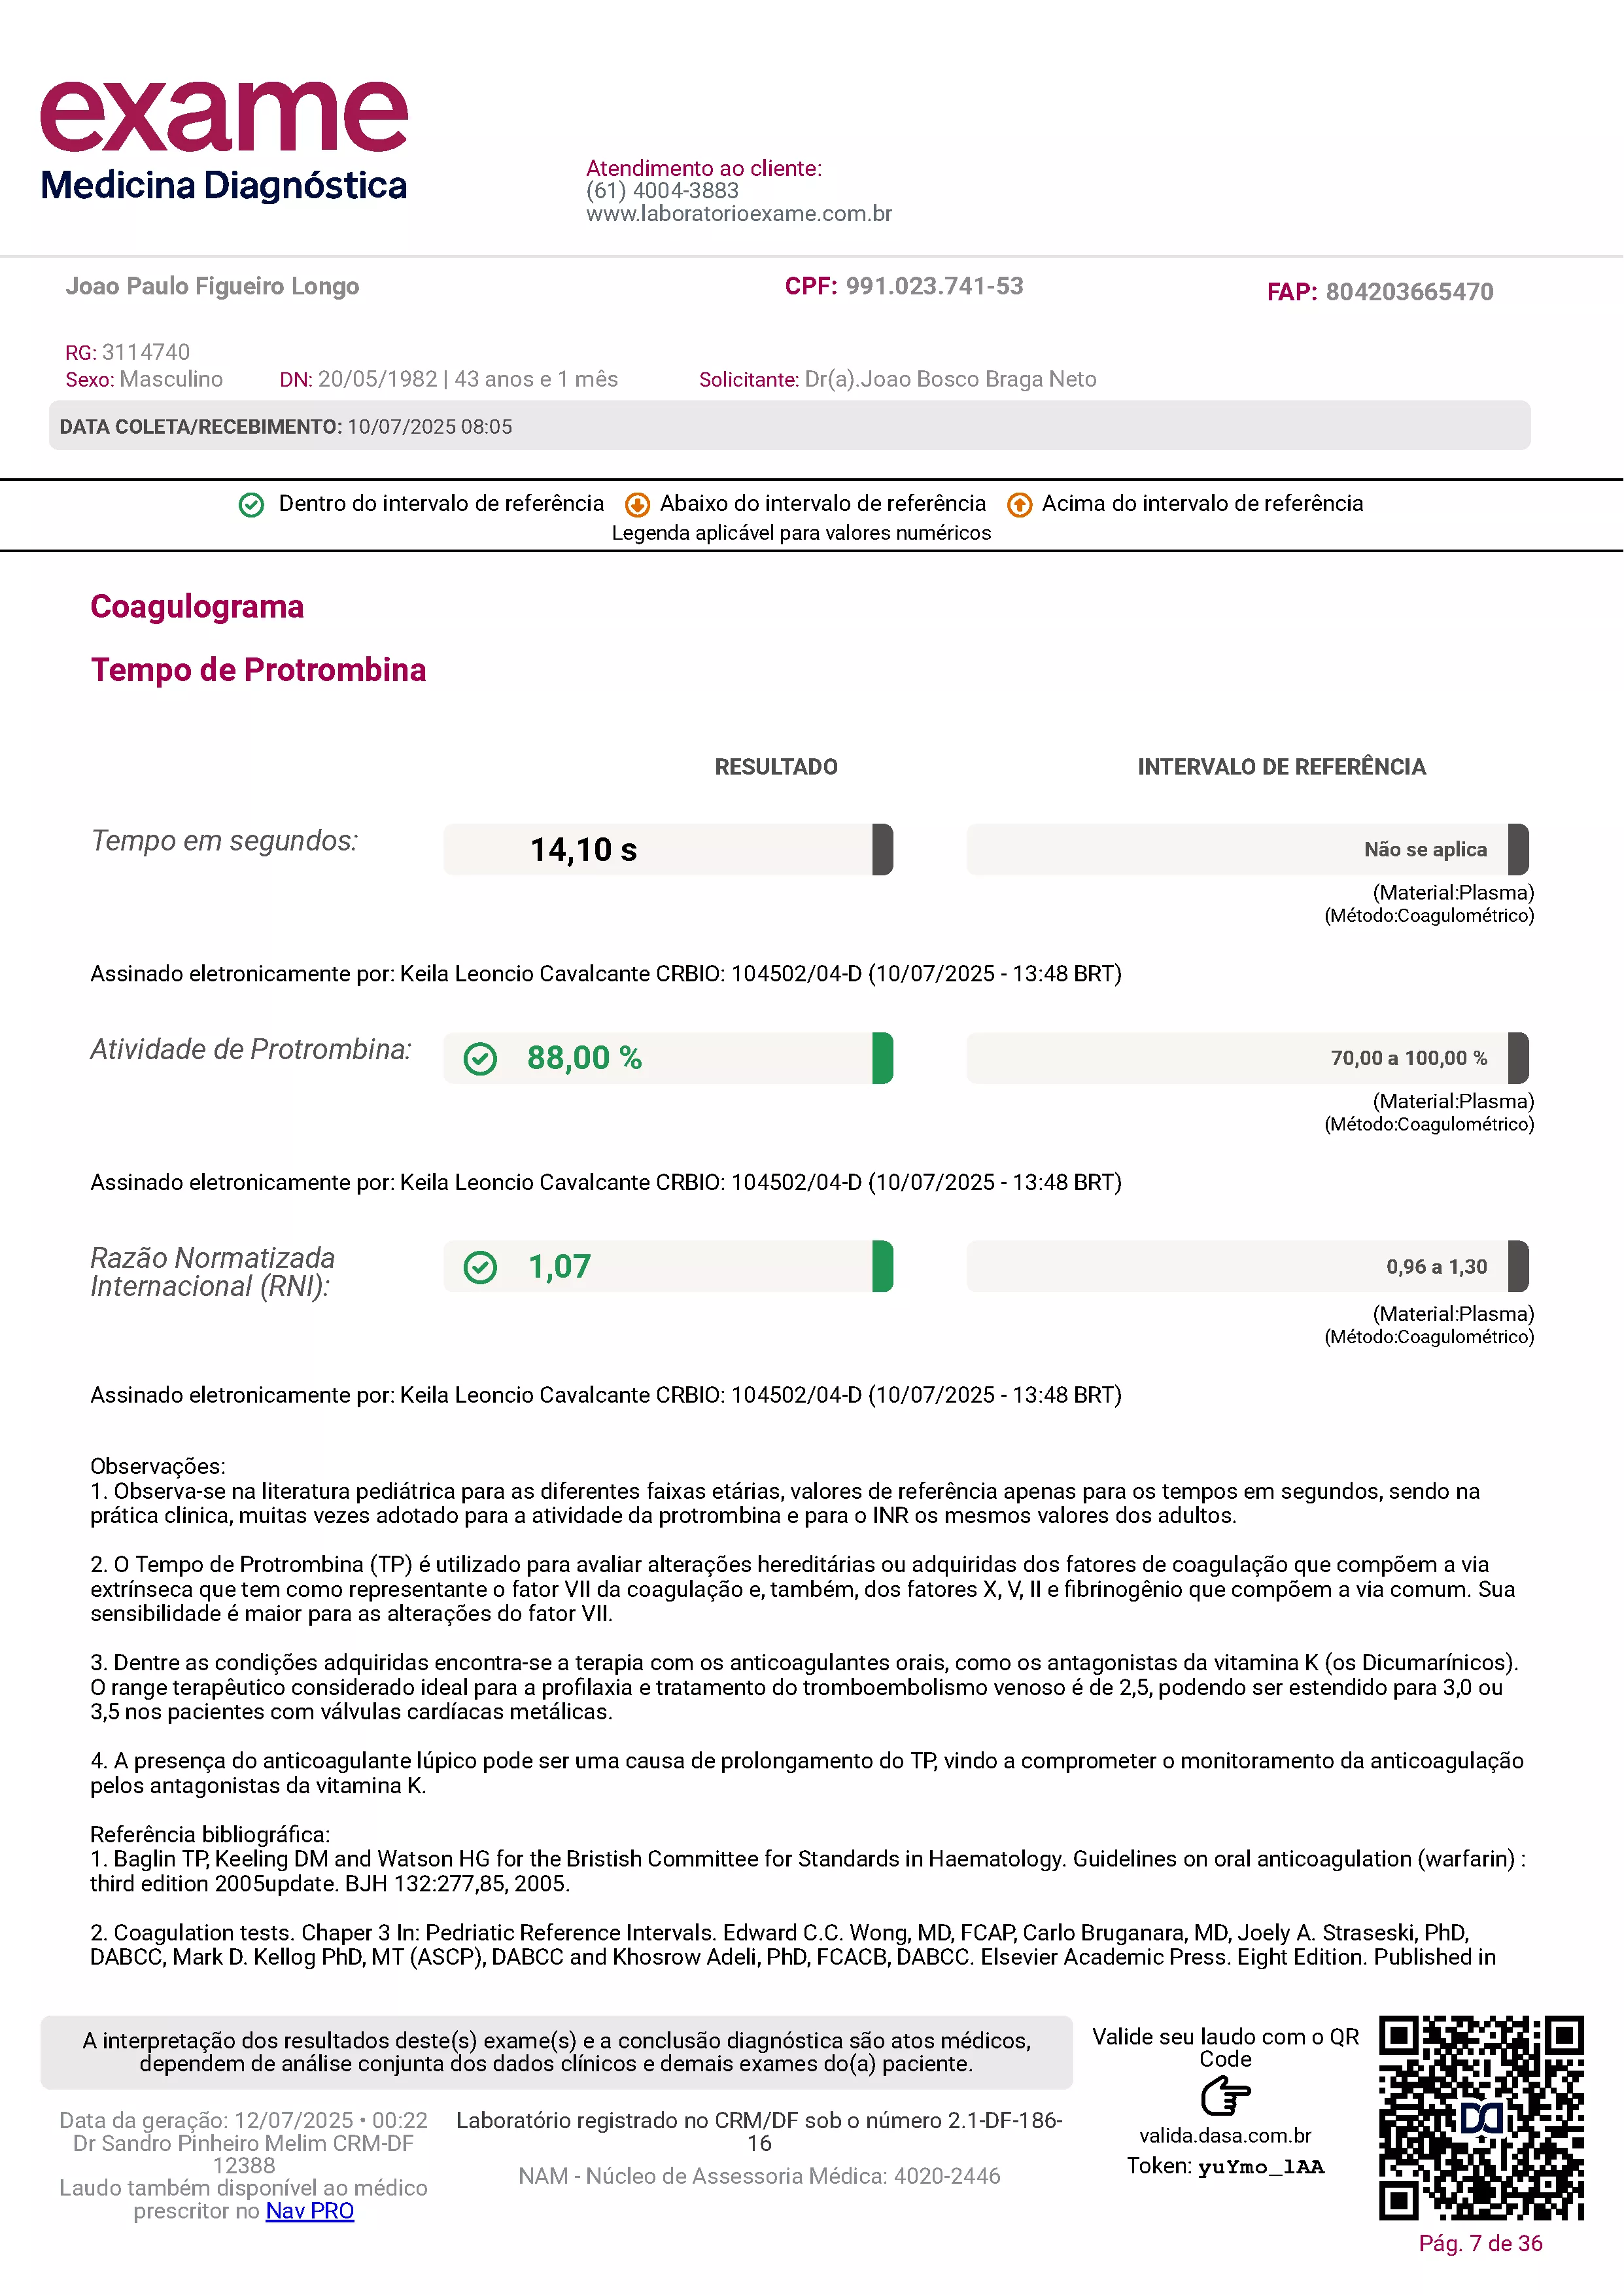 exame
Medicina Diagnóstica
Atendimento ao cliente:
(61) 4004-3883
www.laboratorioexame.com.br
Joao Paulo Figueiro Longo
CPF: 991.023.741-53
FAP: 804203665470
RG: 3114740
Sexo: Masculino DN: 20/05/1982 | 43 anos e 1 mês Solicitante: Dr(a).Joao Bosco Braga Neto
DATA COLETA/RECEBIMENTO: 10/07/2025 08:05
Dentro do intervalo de referência Abaixo do intervalo de referência Acima do intervalo de referência
Legenda aplicável para valores numéricos
Coagulograma
Tempo de Protrombina
RESULTADO INTERVALO DE REFERÊNCIA
Tempo em segundos: 14,10 s Não se aplica
(Material:Plasma)
(Método:Coagulométrico)
Assinado eletronicamente por: Keila Leoncio Cavalcante CRBIO: 104502/04-D (10/07/2025 - 13:48 BRT)
Atividade de Protrombina: 88,00 % 70,00 a 100,00 %
(Material:Plasma)
(Método:Coagulométrico)
Assinado eletronicamente por: Keila Leoncio Cavalcante CRBIO: 104502/04-D (10/07/2025 - 13:48 BRT)
Razão Normatizada
Internacional (RNI): 1,07 0,96 a 1,30
(Material:Plasma)
(Método:Coagulométrico)
Assinado eletronicamente por: Keila Leoncio Cavalcante CRBIO: 104502/04-D (10/07/2025 - 13:48 BRT)
Observações:
1. Observa-se na literatura pediátrica para as diferentes faixas etárias, valores de referência apenas para os tempos em segundos, sendo na
prática clinica, muitas vezes adotado para a atividade da protrombina e para o INR os mesmos valores dos adultos.
2. O Tempo de Protrombina (TP) é utilizado para avaliar alterações hereditárias ou adquiridas dos fatores de coagulação que compõem a via
extrínseca que tem como representante o fator VII da coagulação e, também, dos fatores X, V, II e fibrinogênio que compõem a via comum. Sua
sensibilidade é maior para as alterações do fator VII.
3. Dentre as condições adquiridas encontra-se a terapia com os anticoagulantes orais, como os antagonistas da vitamina K (os Dicumarínicos).
O range terapêutico considerado ideal para a profilaxia e tratamento do tromboembolismo venoso é de 2,5, podendo ser estendido para 3,0 ou
3,5 nos pacientes com válvulas cardíacas metálicas.
4. A presença do anticoagulante lúpico pode ser uma causa de prolongamento do TP, vindo a comprometer o monitoramento da anticoagulação
pelos antagonistas da vitamina K.
Referência bibliográfica:
1. Baglin TP, Keeling DM and Watson HG for the Bristish Committee for Standards in Haematology. Guidelines on oral anticoagulation (warfarin) :
third edition 2005update. BJH 132:277,85, 2005.
2. Coagulation tests. Chaper 3 In: Pedriatic Reference Intervals. Edward C.C. Wong, MD, FCAP, Carlo Bruganara, MD, Joely A. Straseski, PhD,
DABCC, Mark D. Kellog PhD, MT (ASCP), DABCC and Khosrow Adeli, PhD, FCACB, DABCC. Elsevier Academic Press. Eight Edition. Published in
A interpretação dos resultados deste(s) exame(s) e a conclusão diagnóstica são atos médicos,
dependem de análise conjunta dos dados clínicos e demais exames do(a) paciente.
Data da geração: 12/07/2025 • 00:22
Dr Sandro Pinheiro Melim CRM-DF
12388
Laudo também disponível ao médico
prescritor no Nav PRO
Laboratório registrado no CRM/DF sob o número 2.1-DF-186-
16
NAM - Núcleo de Assessoria Médica: 4020-2446
Valide seu laudo com o QR
Code
valida.dasa.com.br
Token: yuYmo_lAA
Pág. 7 de 36